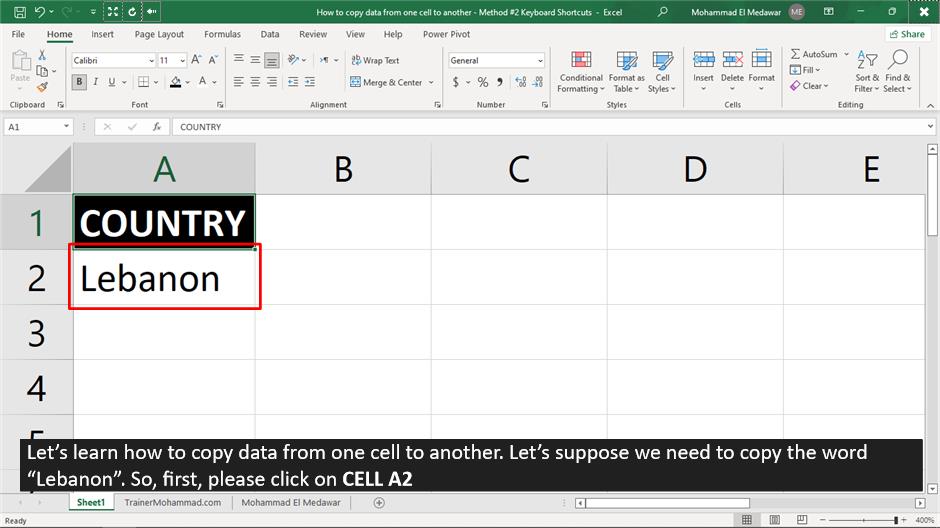 How to copy data from one cell to another - Method #2 Keyboard Shortcuts - Excel
Mohammad El Medawar ME
File Home Insert Page Layout Formulas Data Review View Help Power Pivot Share
Paste
Calibri 11 A^ A˅
B I U A
Wrap Text
Merge & Center
General
$ % ,
Conditional Formatting
Format as Table
Cell Styles
Insert Delete Format
AutoSum
Fill
Clear
Sort & Filter
Find & Select
Clipboard Font Alignment Number Styles Cells Editing
A1 fx COUNTRY
A B C D E
1 COUNTRY
2 Lebanon
3
4
5
Let’s learn how to copy data from one cell to another. Let’s suppose we need to copy the word
“Lebanon”. So, first, please click on CELL A2
Sheet1 TrainerMohammad.com Mohammad El Medawar
Ready 400%